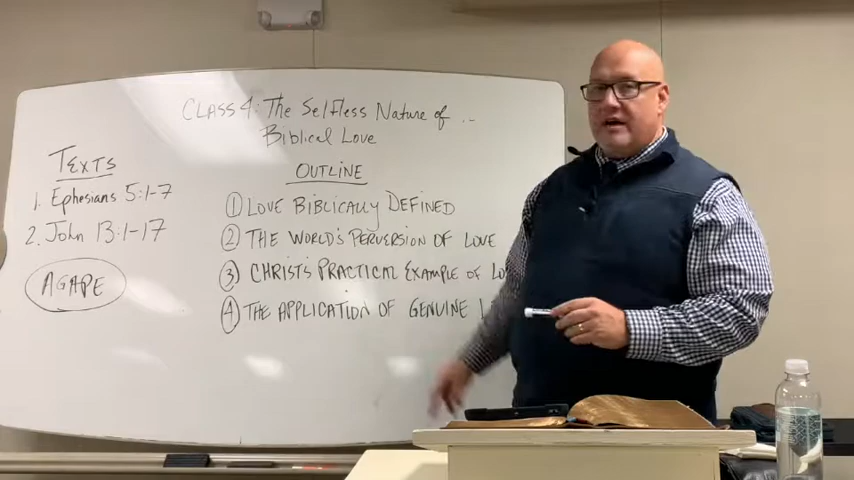 CLASS 4: The Selfless Nature of...
Biblical Love
TEXTS
1. Ephesians 5:1-17
2. John 13:1-17
AGAPE
OUTLINE
① LOVE BIBLICALLY DEFINED
② THE WORLD'S PERVERSION OF LOVE
③ CHRIST'S PRACTICAL EXAMPLE OF LO
④ THE APPLICATION OF GENUINE L